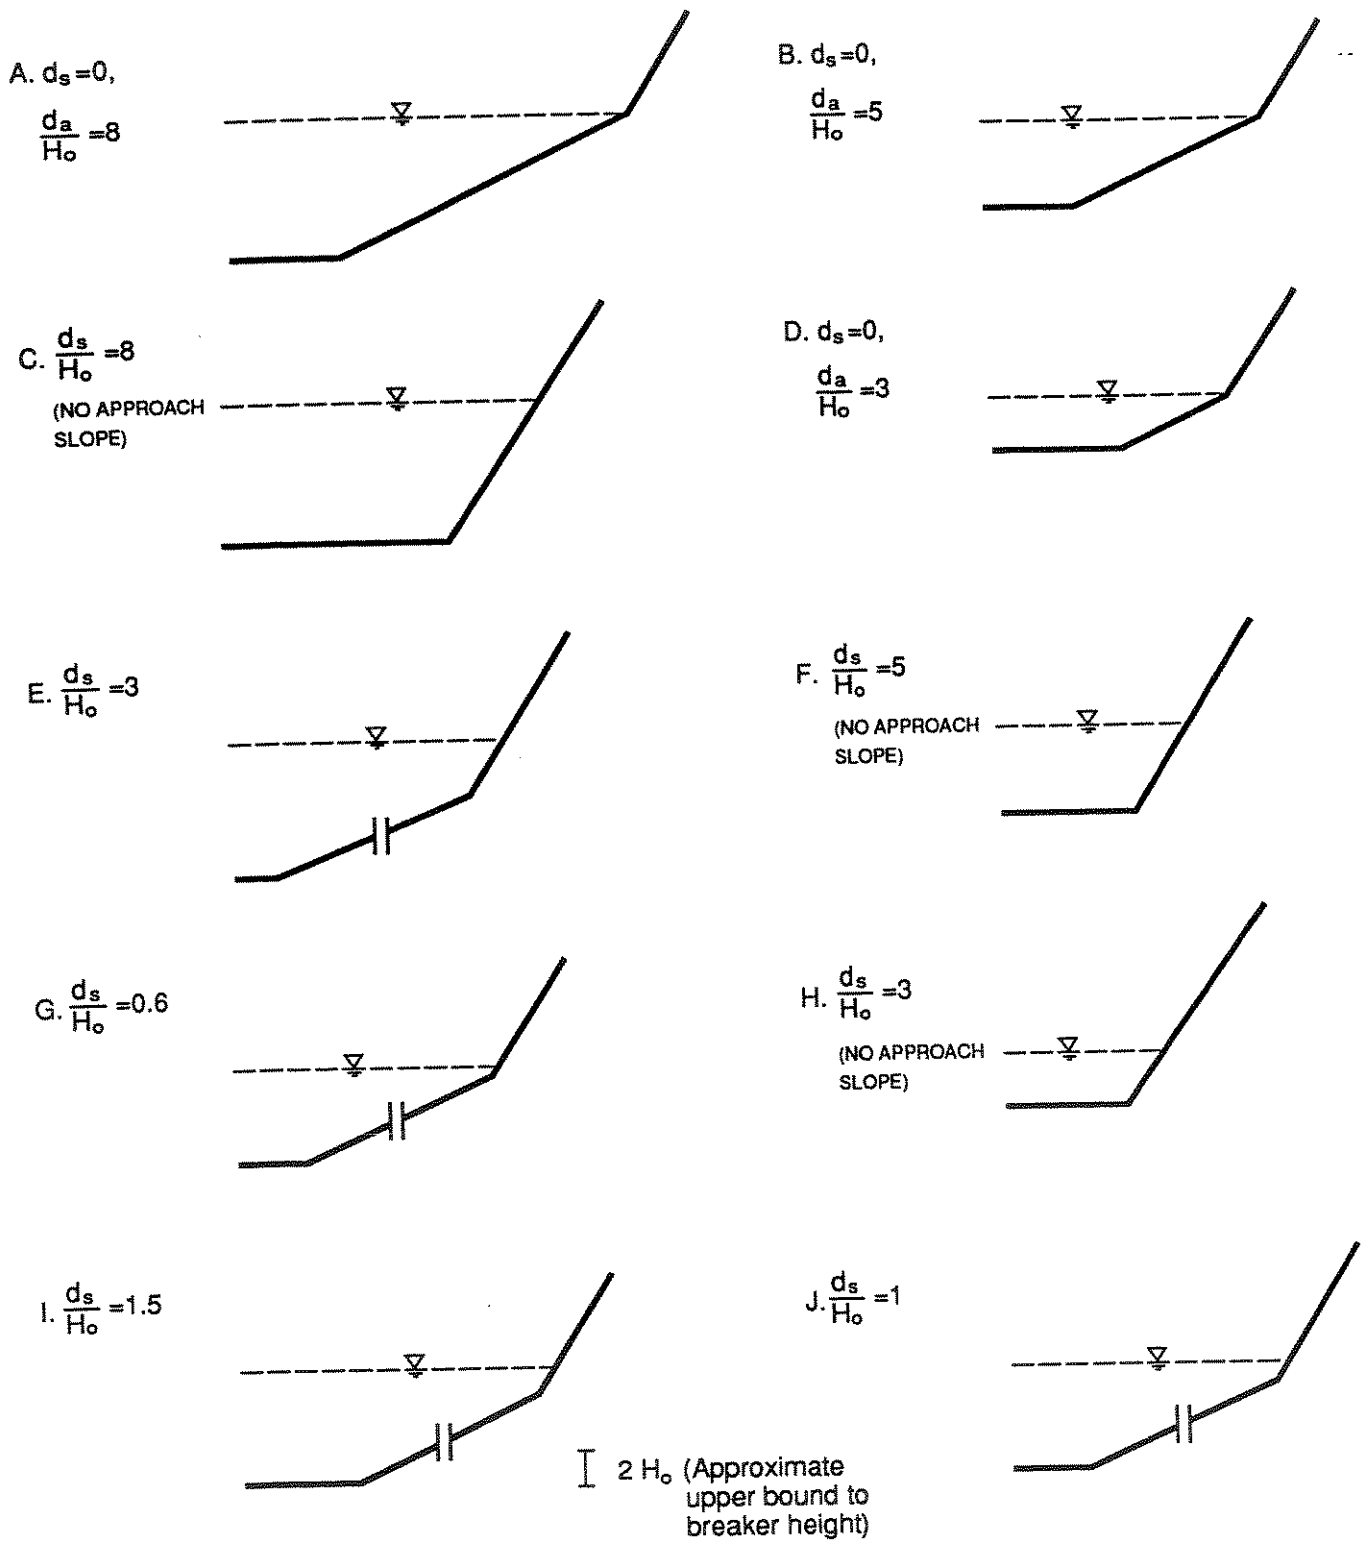 A. ds=0,
da/Ho =8
B. ds=0,
da/Ho =5
C. ds/Ho =8
(NO APPROACH
SLOPE)
D. ds=0,
da/Ho =3
E. ds/Ho =3
F. ds/Ho =5
(NO APPROACH
SLOPE)
G. ds/Ho =0.6
H. ds/Ho =3
(NO APPROACH
SLOPE)
I. ds/Ho =1.5
J. ds/Ho =1
2 Ho (Approximate
upper bound to
breaker height)